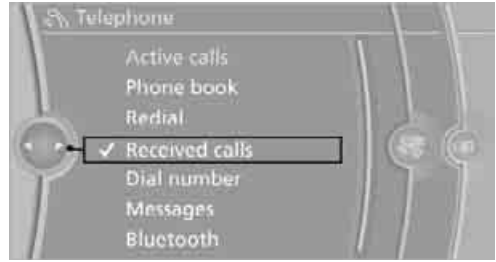 Telephone
Active calls
Phone book
Redial
✓ Received calls
Dial number
Messages
Bluetooth